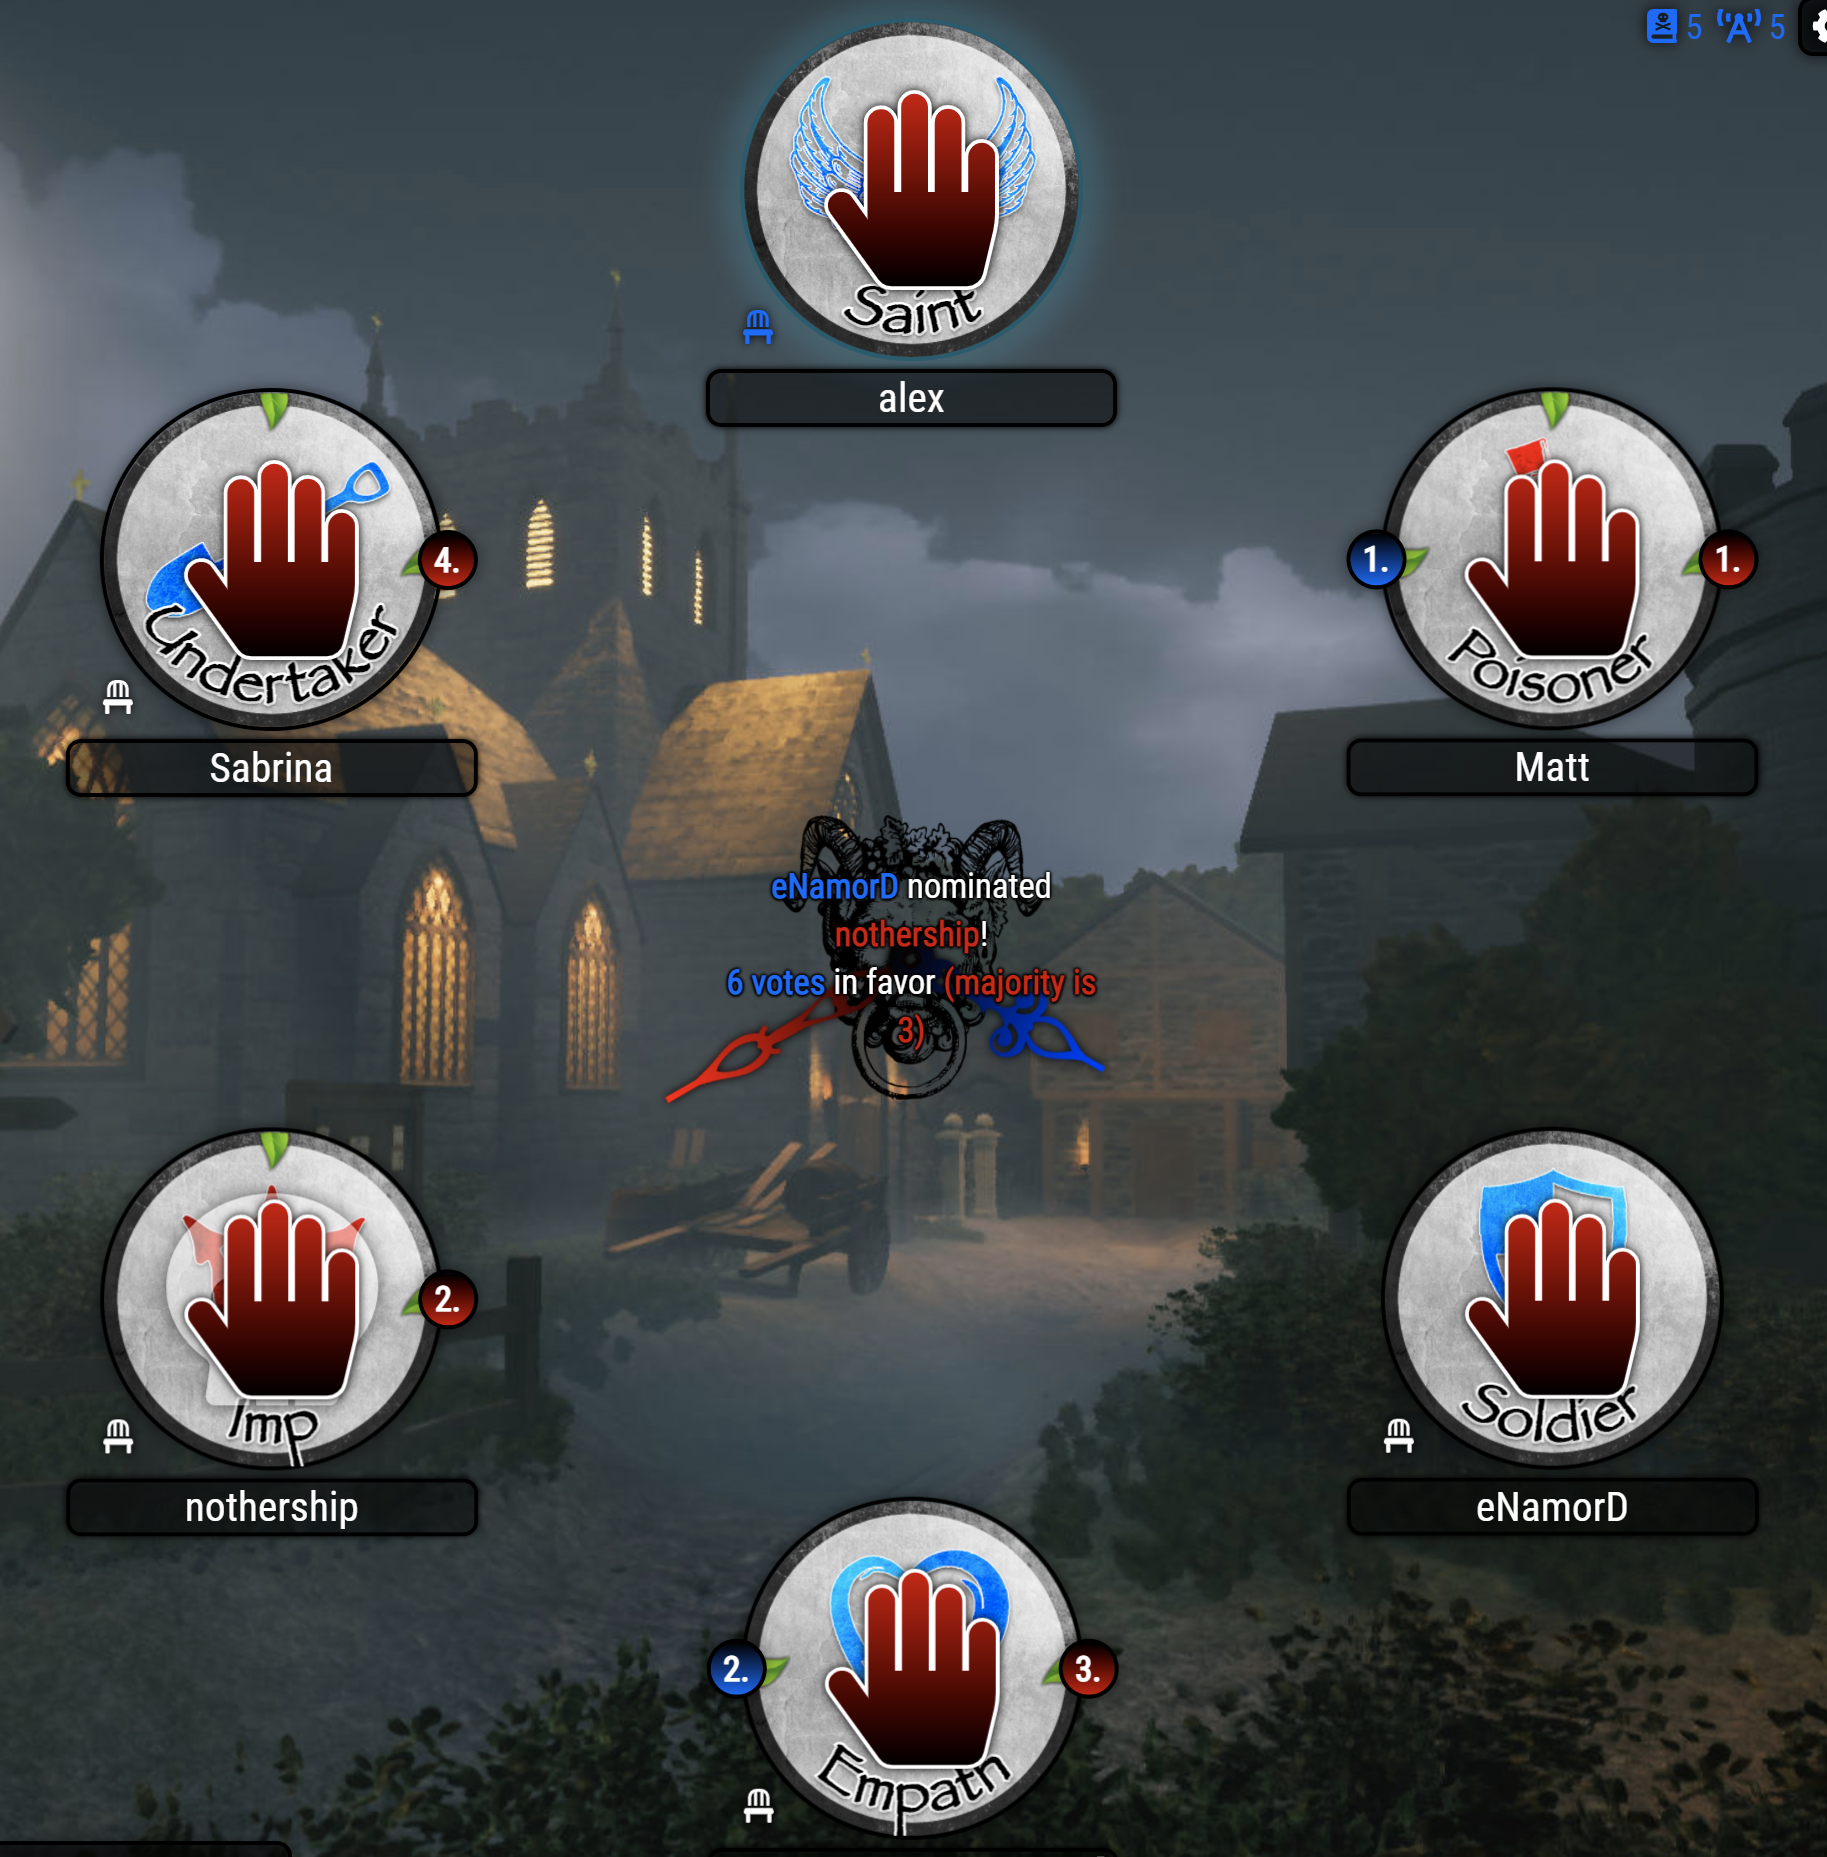 5 5
Saint
alex
Undertaker
4.
Sabrina
1.
Poisoner
1.
Matt
eNamorD nominated
nothership!
6 votes in favor (majority is
3)
Imp
2.
nothership
Soldier
eNamorD
2.
Empath
3.